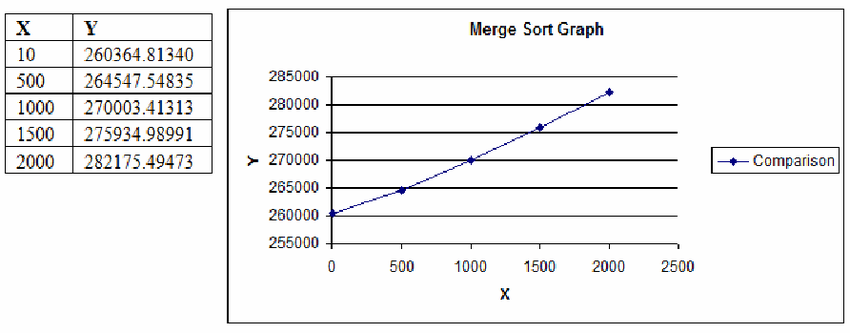 X Y
10 260364.81340
500 264547.54835
1000 270003.41313
1500 275934.98991
2000 282175.49473
Merge Sort Graph
285000
280000
275000
270000
265000
260000
255000
Y
0 500 1000 1500 2000 2500
X
Comparison